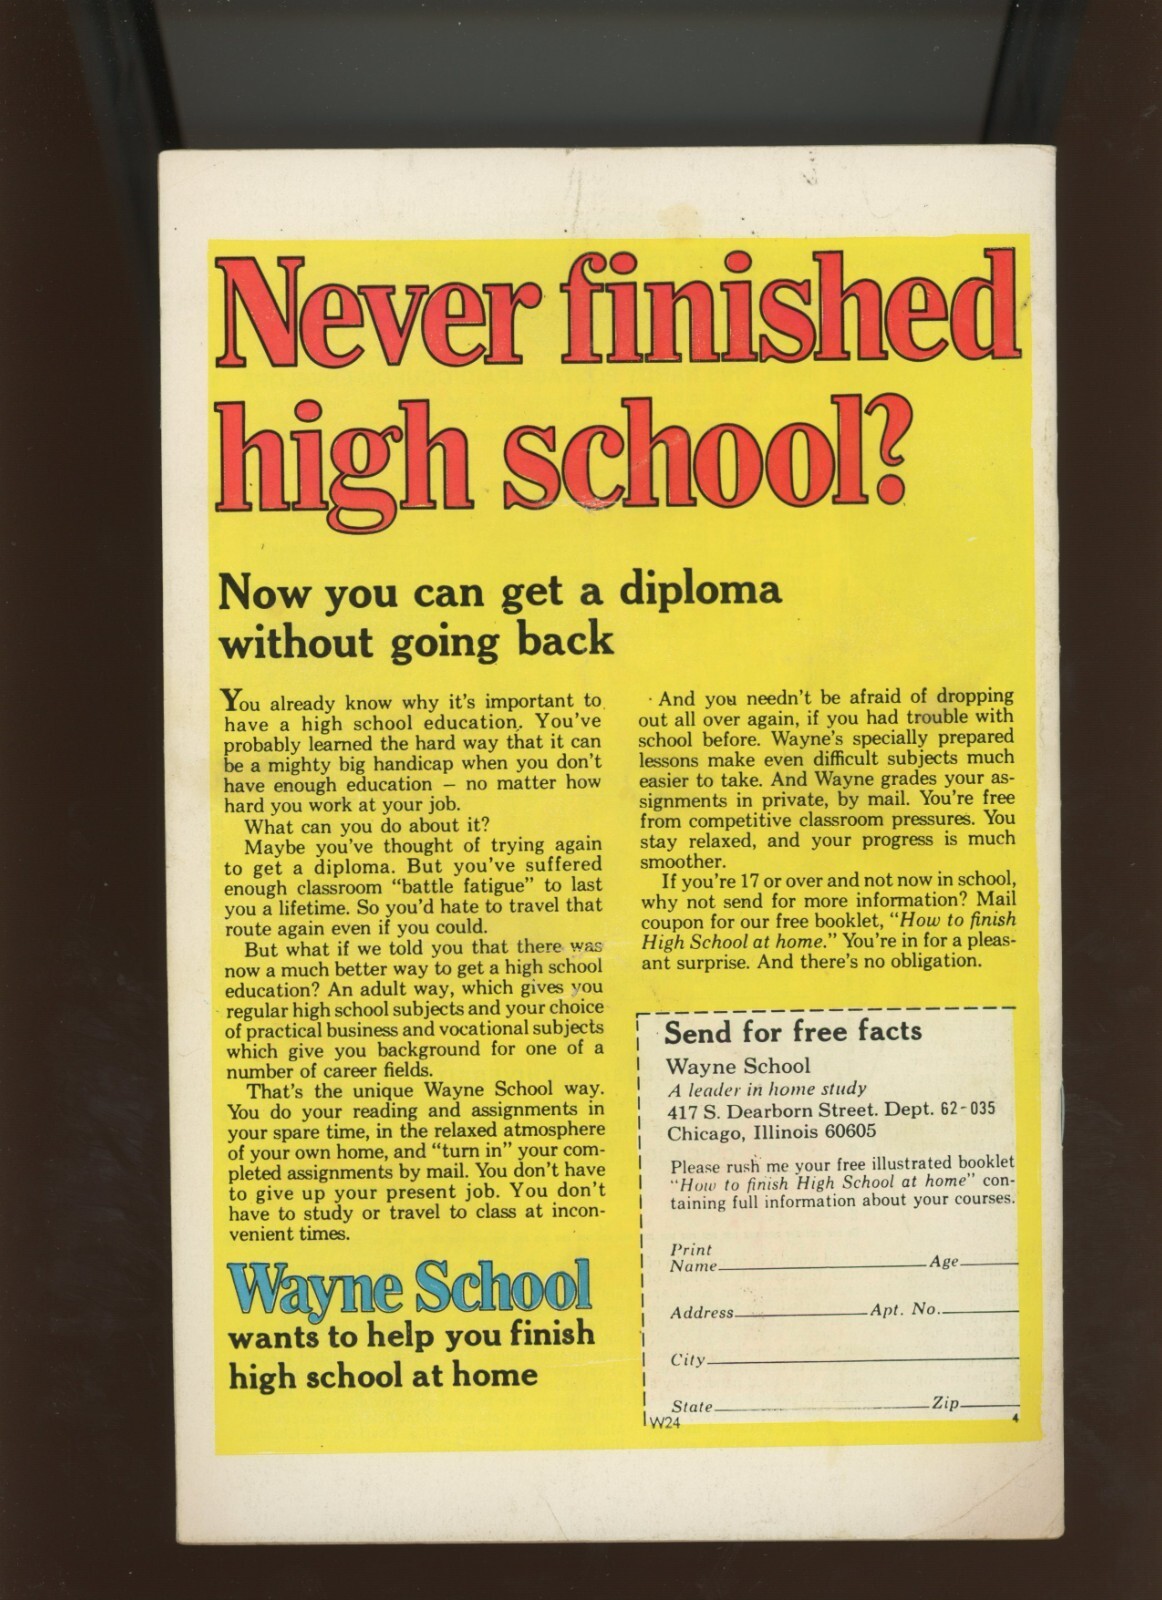 Never finished
high school?
Now you can get a diploma
without going back
You already know why it's important to
have a high school education. You've
probably learned the hard way that it can
be a mighty big handicap when you don't
have enough education – no matter how
hard you work at your job.
What can you do about it?
Maybe you've thought of trying again
to get a diploma. But you've suffered
enough classroom "battle fatigue" to last
you a lifetime. So you'd hate to travel that
route again even if you could.
But what if we told you that there was
now a much better way to get a high school
education? An adult way, which gives you
regular high school subjects and your choice
of practical business and vocational subjects
which give you background for one of a
number of career fields.
That's the unique Wayne School way.
You do your reading and assignments in
your spare time, in the relaxed atmosphere
of your own home, and "turn in" your com-
pleted assignments by mail. You don't have
to give up your present job. You don't
have to study or travel to class at incon-
venient times.
Wayne School
wants to help you finish
high school at home
And you needn't be afraid of dropping
out all over again, if you had trouble with
school before. Wayne's specially prepared
lessons make even difficult subjects much
easier to take. And Wayne grades your as-
signments in private, by mail. You're free
from competitive classroom pressures. You
stay relaxed, and your progress is much
smoother.
If you're 17 or over and not now in school,
why not send for more information? Mail
coupon for our free booklet, "How to finish
High School at home." You're in for a pleas-
ant surprise. And there's no obligation.
Send for free facts
Wayne School
A leader in home study
417 S. Dearborn Street. Dept. 62-035
Chicago, Illinois 60605
Please rush me your free illustrated booklet
"How to finish High School at home" con-
taining full information about your courses.
Print
Name Age
Address Apt. No.
City
State Zip
W24 4